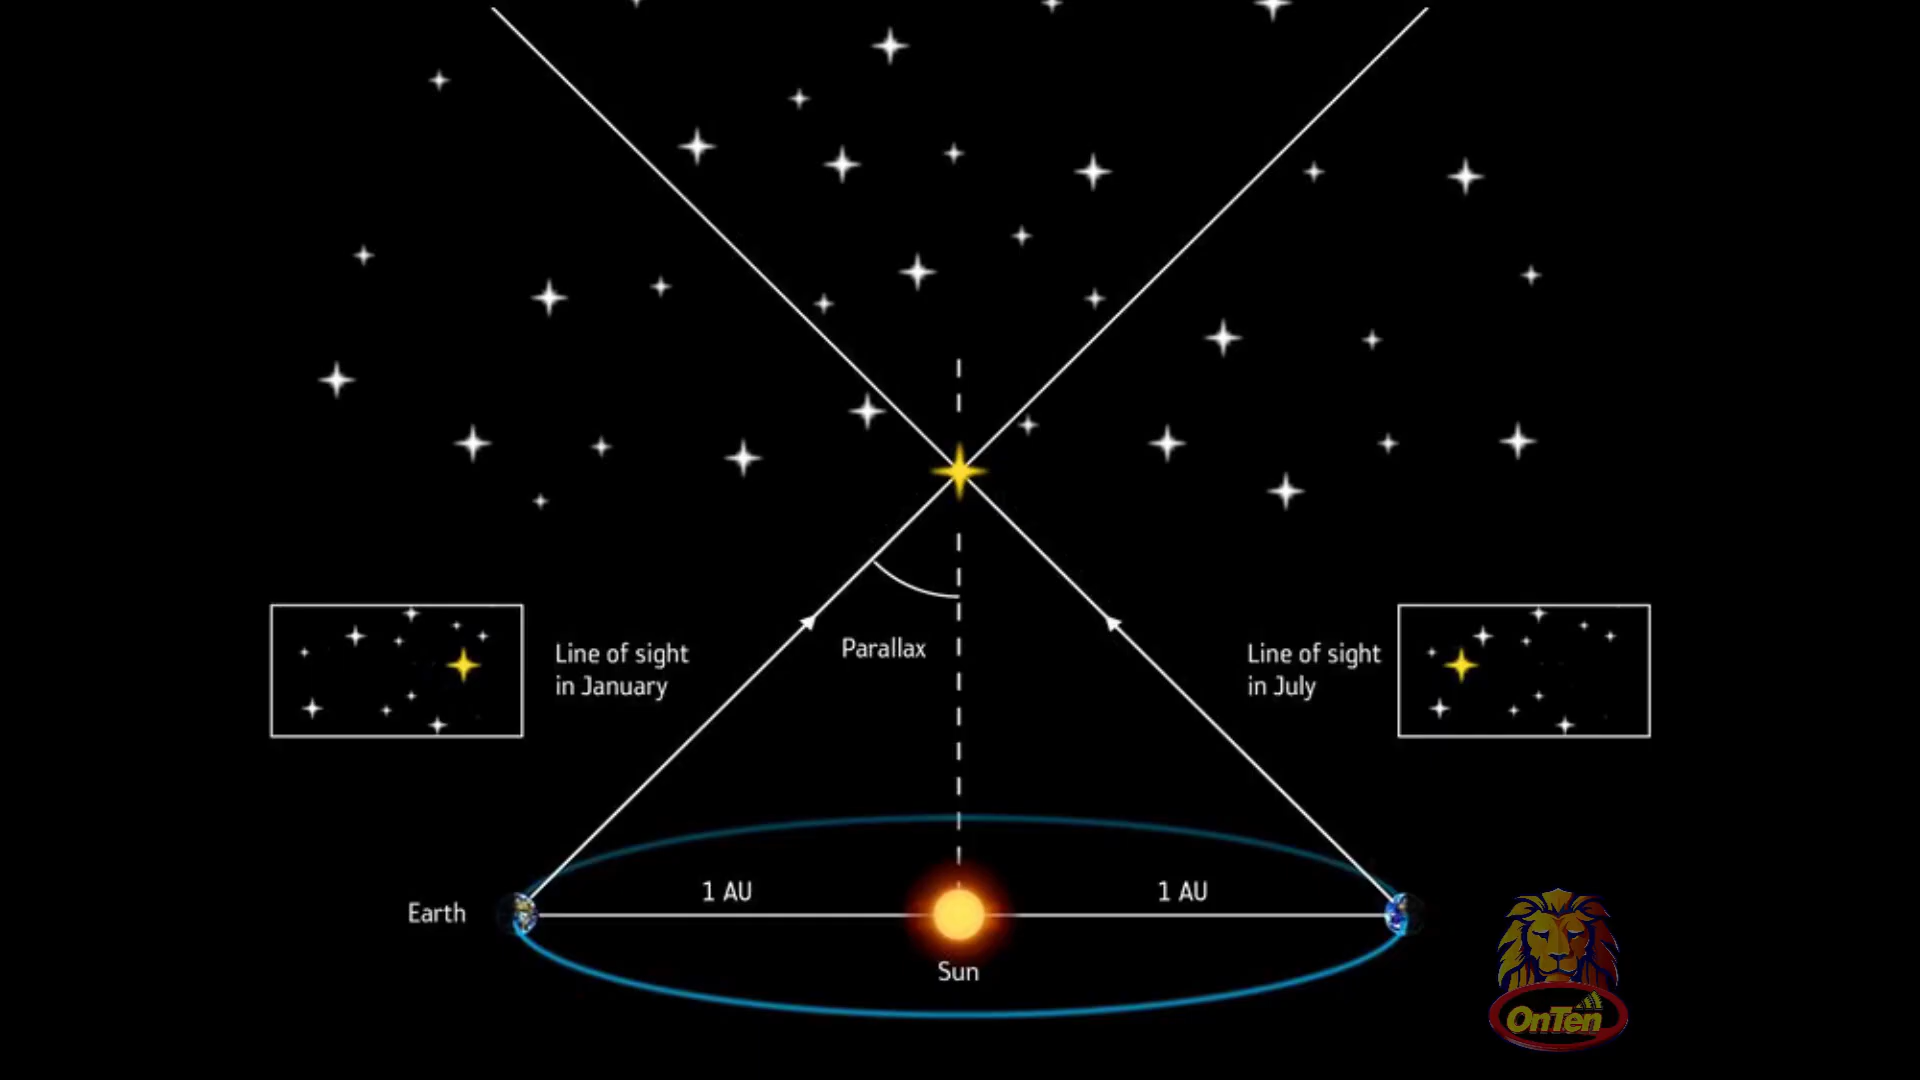 Line of sight
in January
Parallax
Line of sight
in July
1 AU
1 AU
Earth
Sun
OnTen